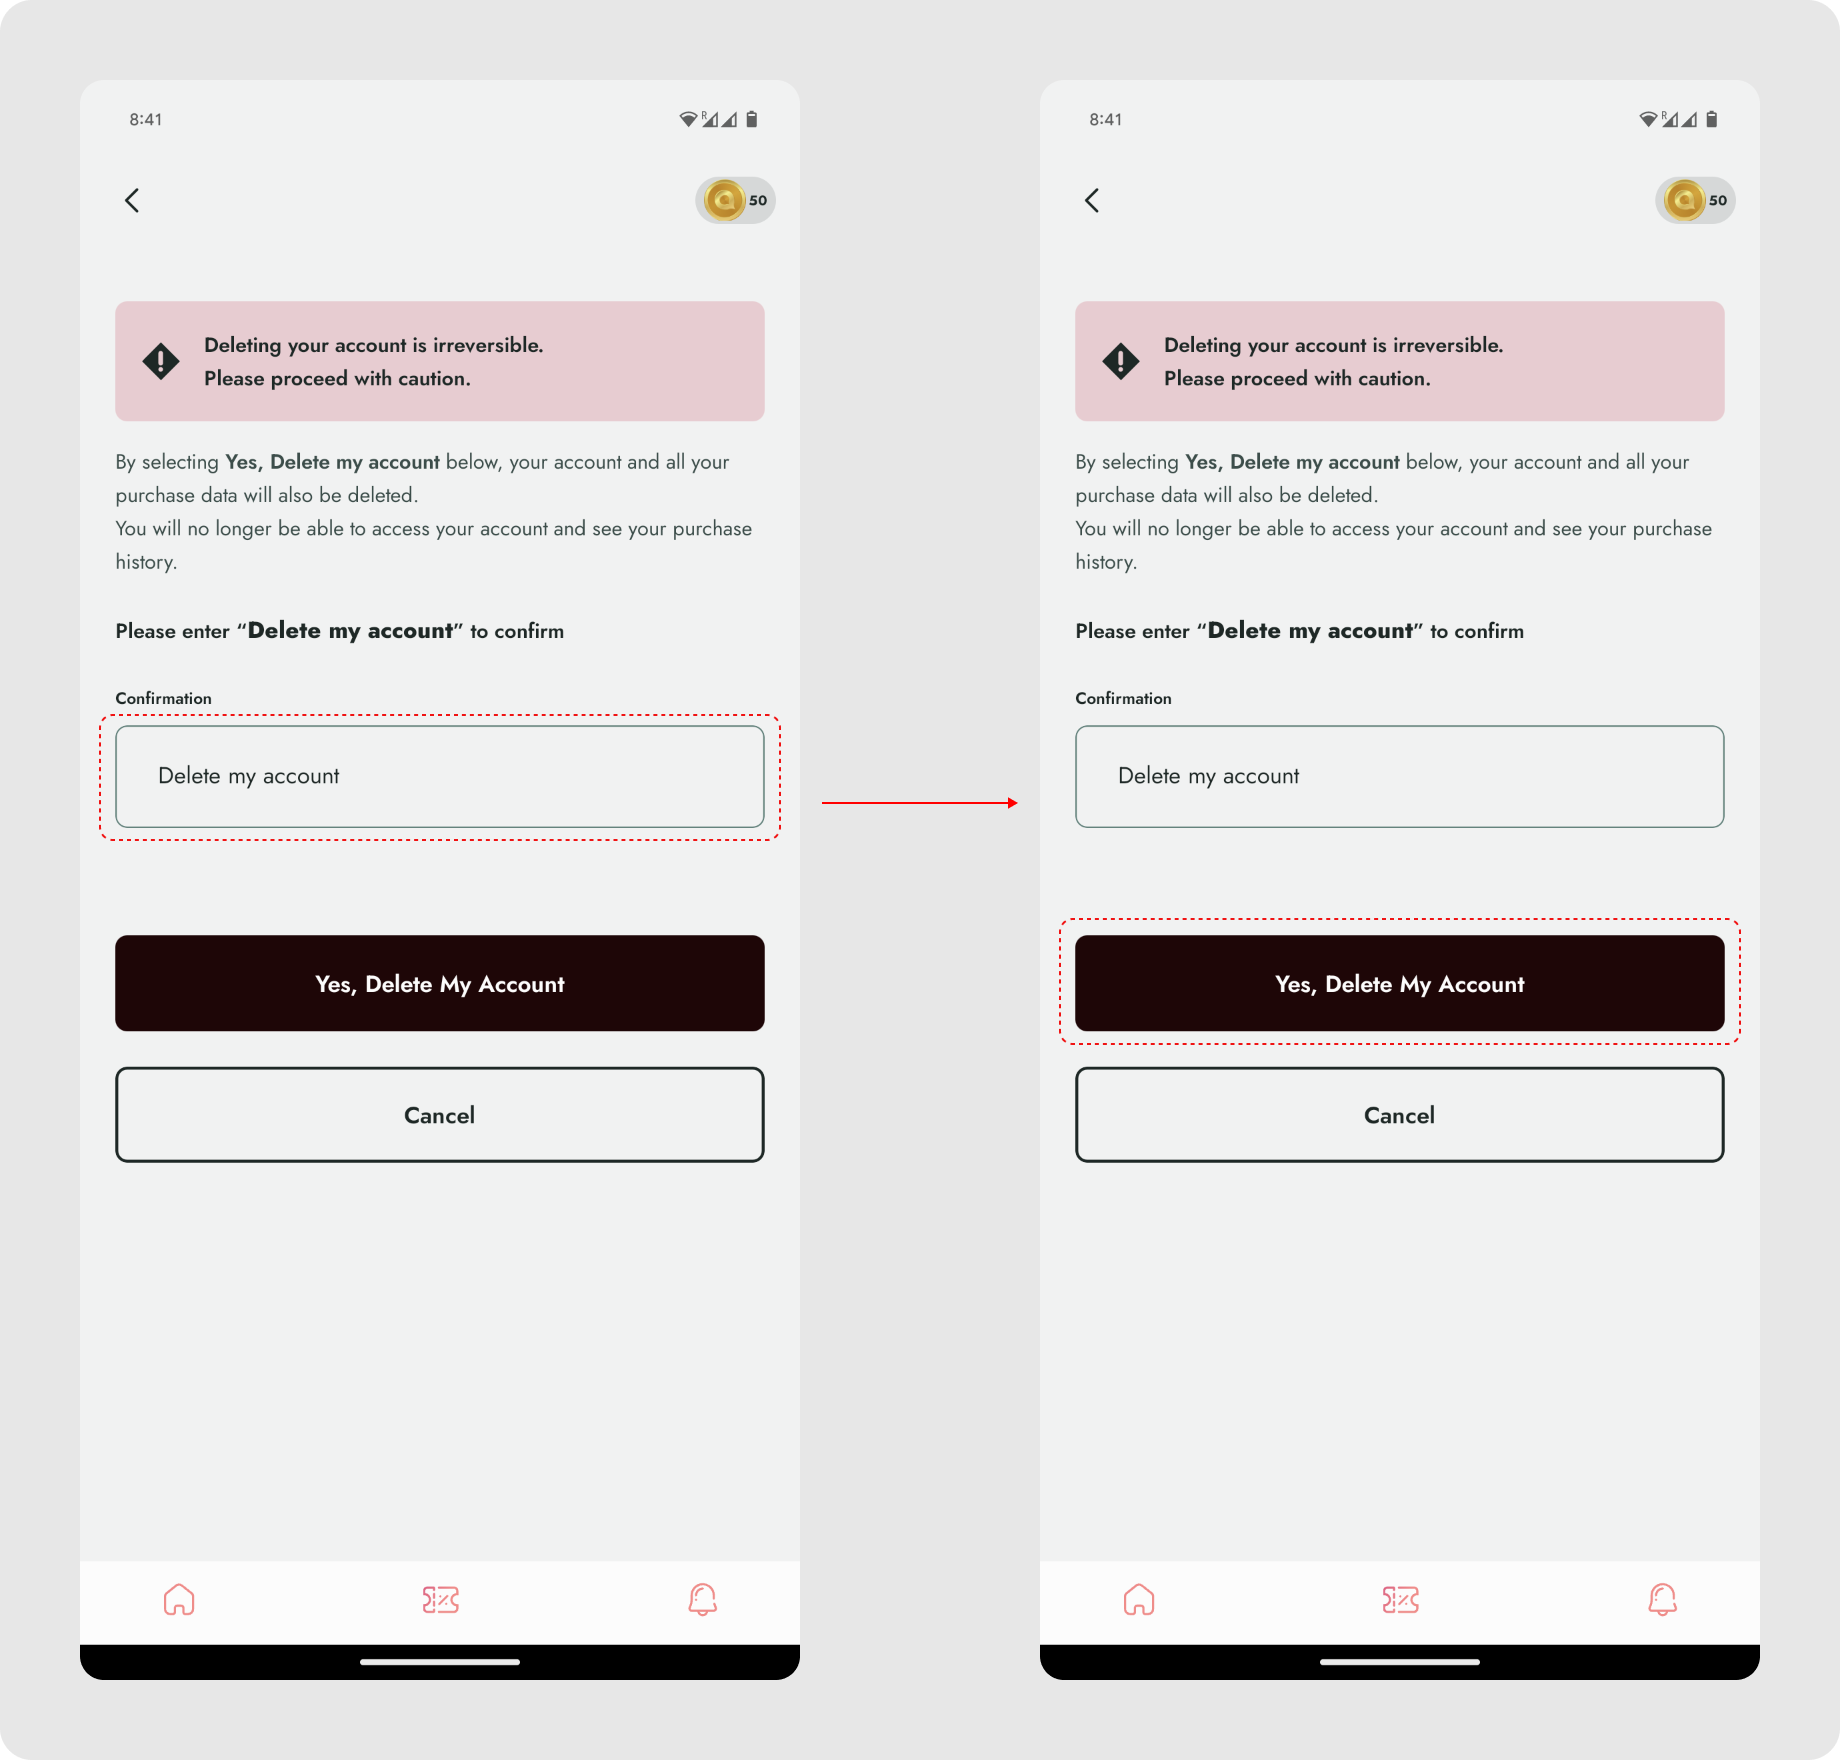 8:41
50
Deleting your account is irreversible.
Please proceed with caution.
By selecting Yes, Delete my account below, your account and all your
purchase data will also be deleted.
You will no longer be able to access your account and see your purchase
history.
Please enter “Delete my account” to confirm
Confirmation
Delete my account
Yes, Delete My Account
Cancel
8:41
50
Deleting your account is irreversible.
Please proceed with caution.
By selecting Yes, Delete my account below, your account and all your
purchase data will also be deleted.
You will no longer be able to access your account and see your purchase
history.
Please enter “Delete my account” to confirm
Confirmation
Delete my account
Yes, Delete My Account
Cancel